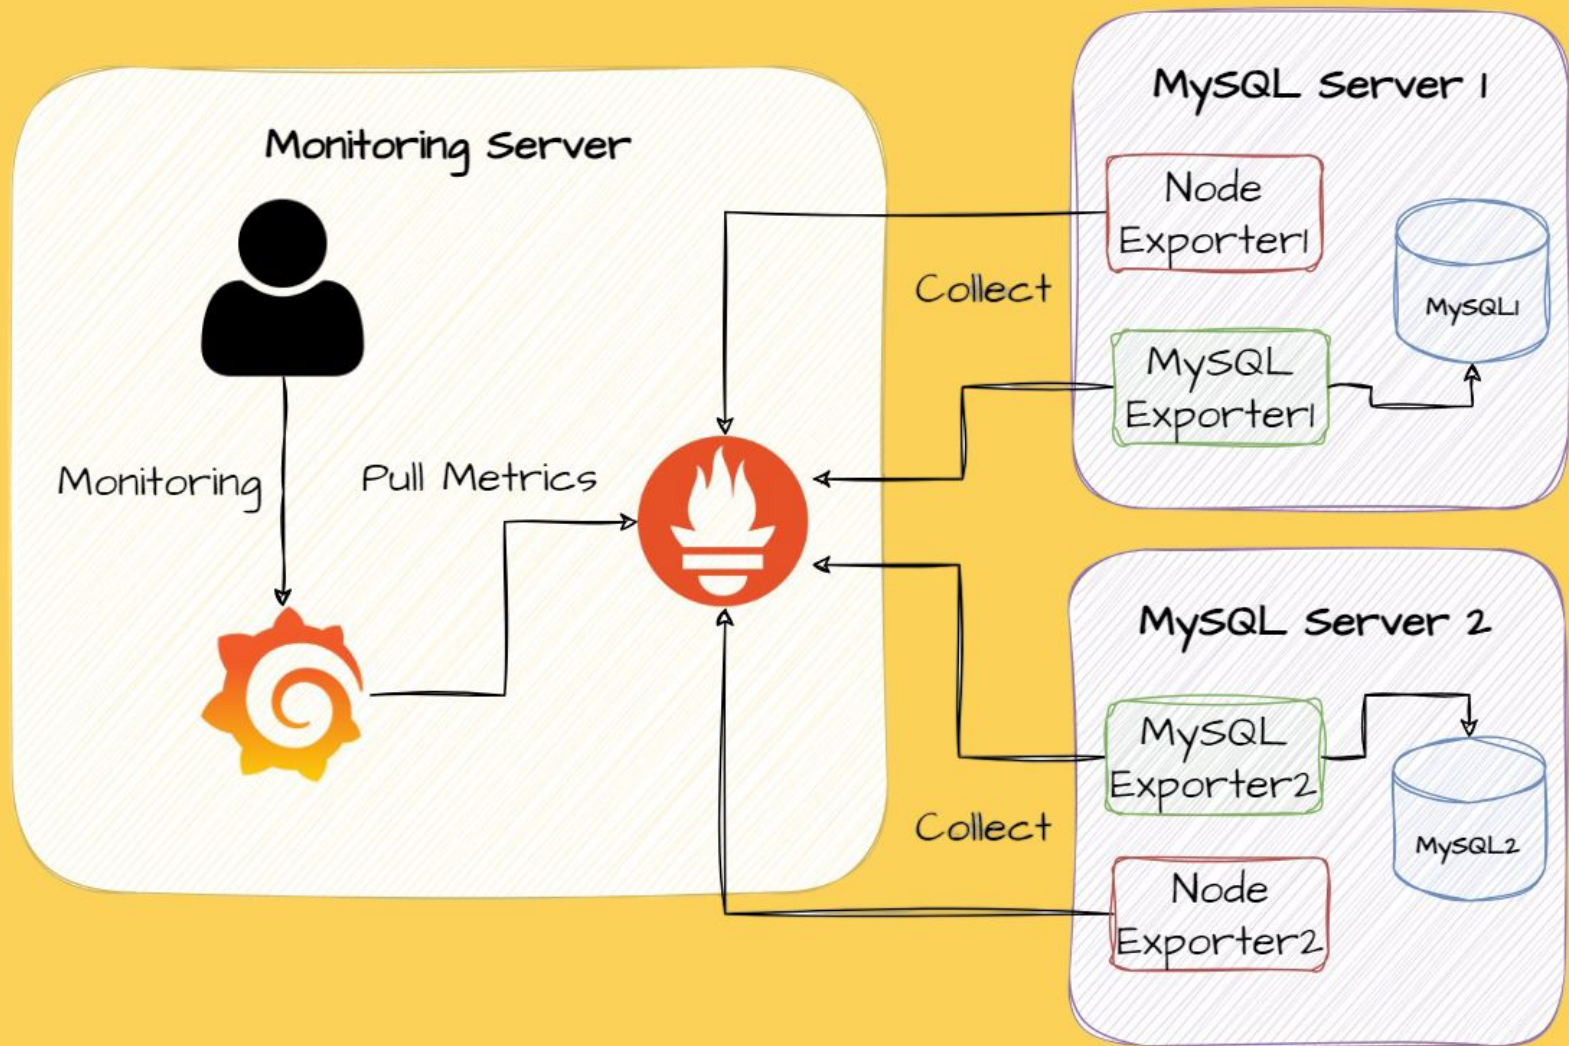 Monitoring Server
Monitoring
Pull Metrics
Collect
Collect
MySQL Server 1
Node
Exporter1
MySQL
Exporter1
MySQL1
MySQL Server 2
MySQL
Exporter2
MySQL2
Node
Exporter2